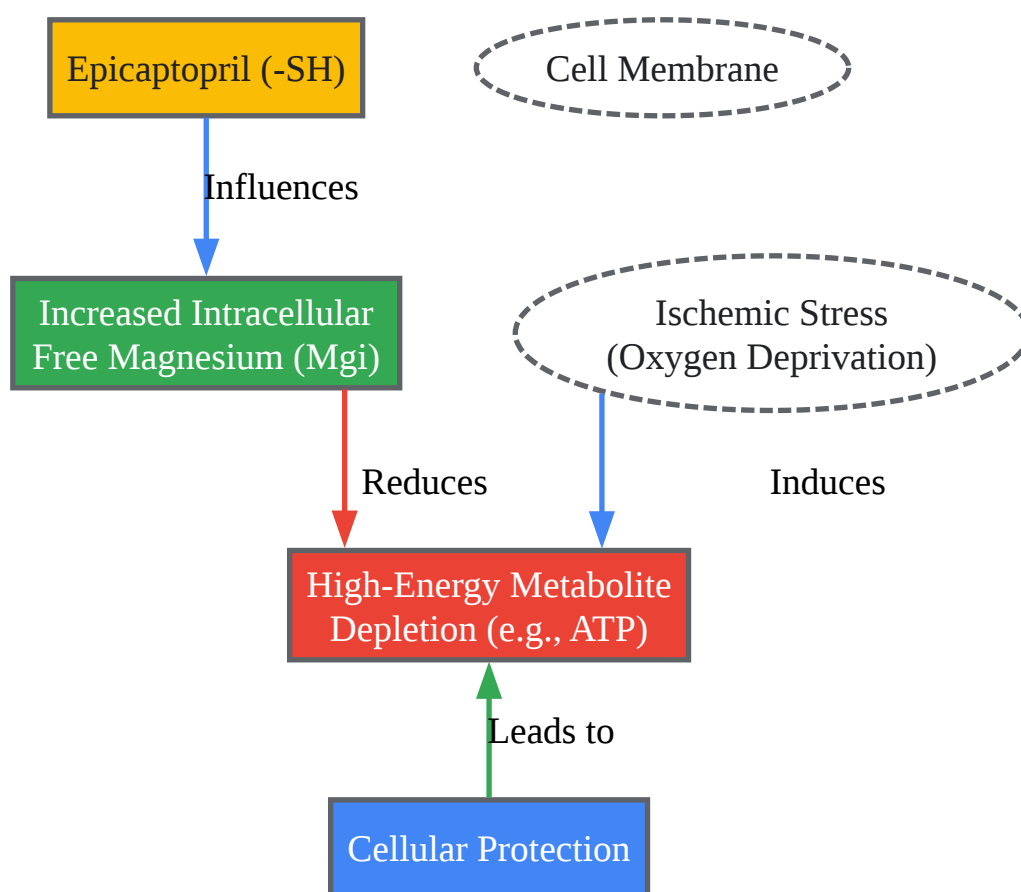 Epicaptopril (-SH)
Cell Membrane
Influences
Increased Intracellular
Free Magnesium (Mgi)
Ischemic Stress
(Oxygen Deprivation)
Reduces
Induces
High-Energy Metabolite
Depletion (e.g., ATP)
Leads to
Cellular Protection